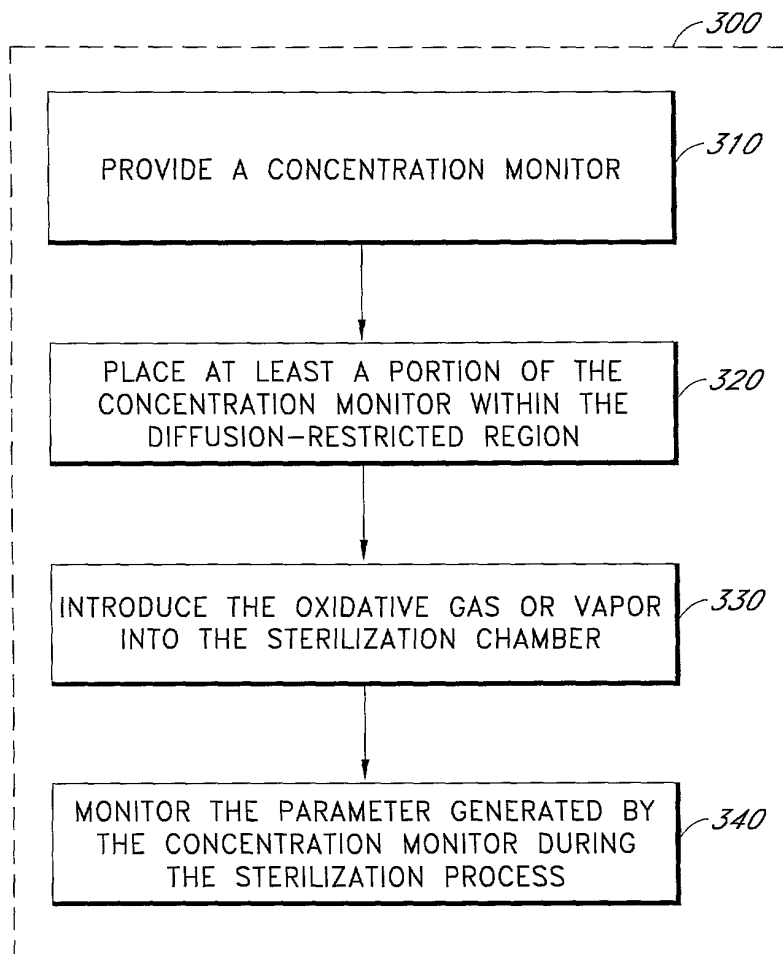 300
PROVIDE A CONCENTRATION MONITOR
310
PLACE AT LEAST A PORTION OF THE
CONCENTRATION MONITOR WITHIN THE
DIFFUSION-RESTRICTED REGION
320
INTRODUCE THE OXIDATIVE GAS OR VAPOR
INTO THE STERILIZATION CHAMBER
330
MONITOR THE PARAMETER GENERATED BY
THE CONCENTRATION MONITOR DURING
THE STERILIZATION PROCESS
340